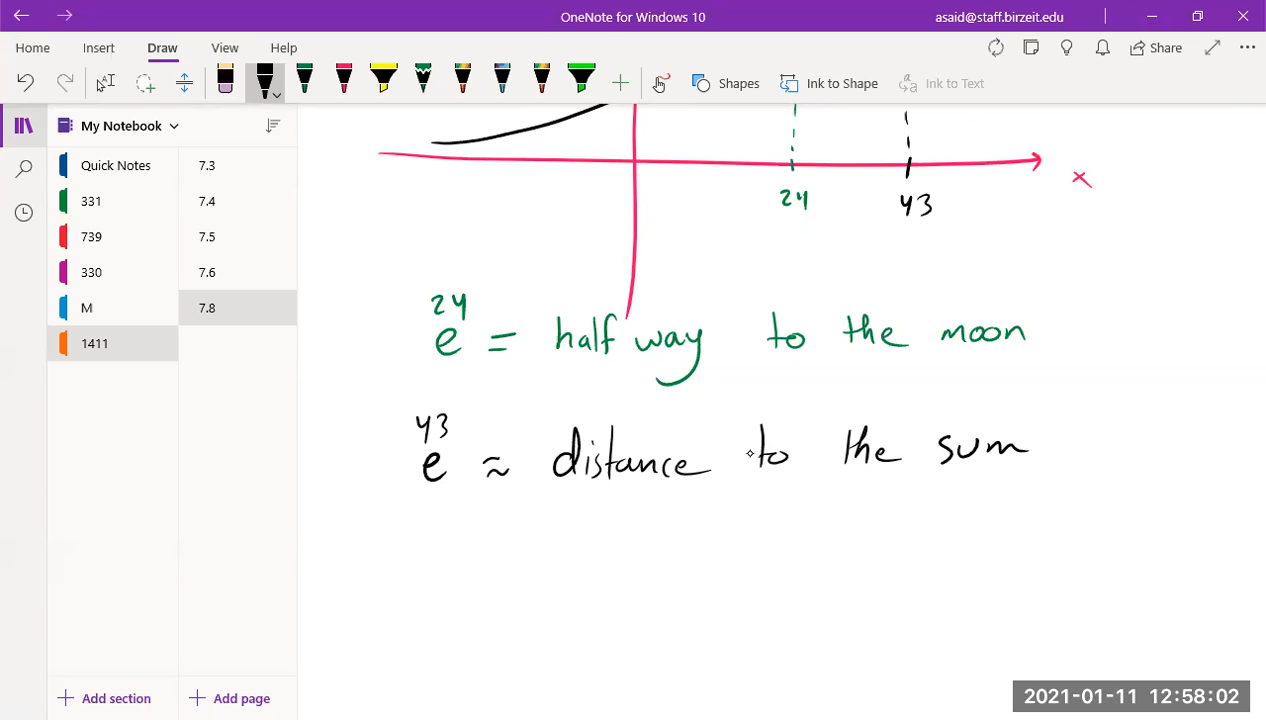 OneNote for Windows 10
asaid@staff.birzeit.edu
Home Insert Draw View Help
Share
Shapes Ink to Shape Ink to Text
My Notebook
Quick Notes 7.3
331 7.4
739 7.5
330 7.6
M 7.8
1411
x
24 43
e^24 = half way to the moon
e^43 ≈ distance to the sum
Add section Add page
2021-01-11 12:58:02